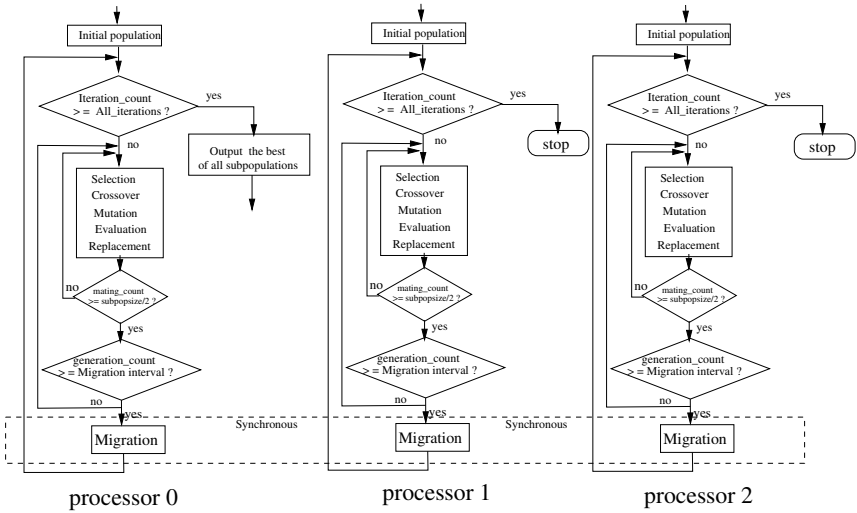 Initial population
Iteration_count
> = All_iterations ?
yes
no
Output the best
of all subpopulations
Selection
Crossover
Mutation
Evaluation
Replacement
no
mating_count
>= subpopsize/2 ?
yes
generation_count
> = Migration interval ?
no
yes
Migration
processor 0
Initial population
Iteration_count
> = All_iterations ?
yes
no
stop
Selection
Crossover
Mutation
Evaluation
Replacement
no
mating_count
>= subpopsize/2 ?
yes
generation_count
> = Migration interval ?
no
yes
Synchronous
Migration
processor 1
Initial population
Iteration_count
> = All_iterations ?
yes
no
stop
Selection
Crossover
Mutation
Evaluation
Replacement
no
mating_count
>= subpopsize/2 ?
yes
generation_count
> = Migration interval ?
no
yes
Synchronous
Migration
processor 2